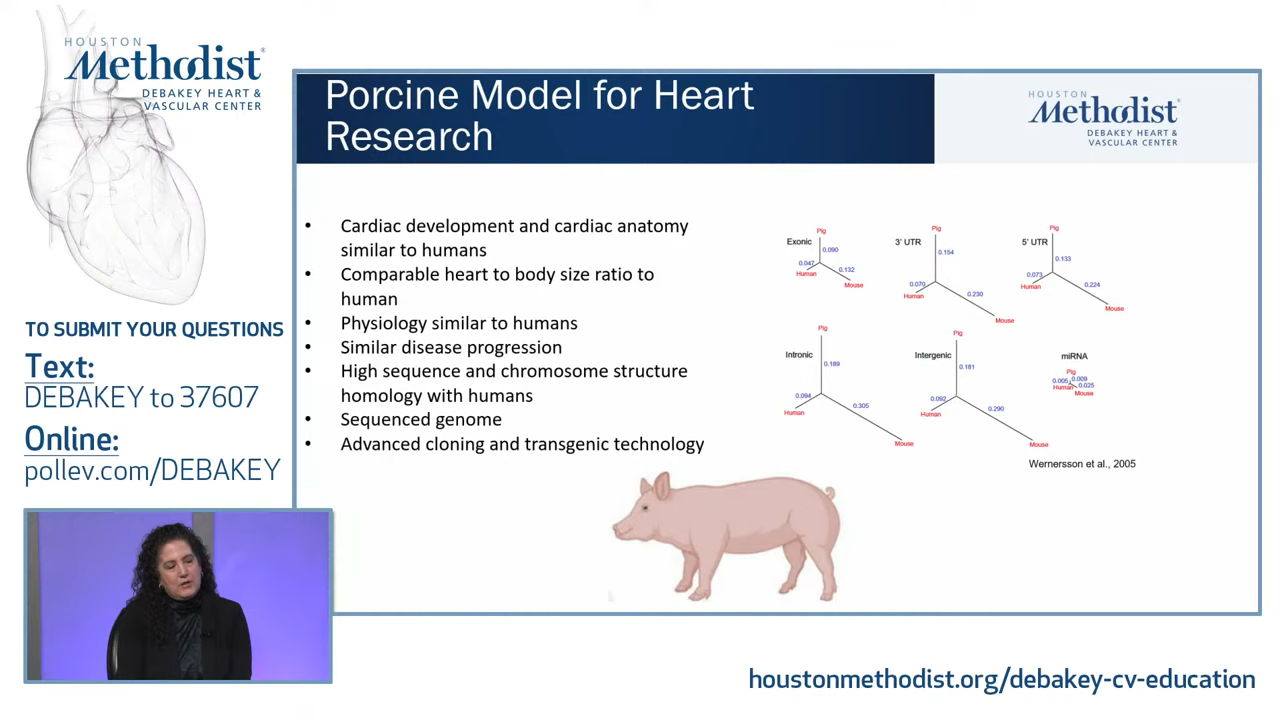 HOUSTON
Methodist®
DEBAKEY HEART &
VASCULAR CENTER
TO SUBMIT YOUR QUESTIONS
Text:
DEBAKEY to 37607
Online:
pollev.com/DEBAKEY
Porcine Model for Heart
Research
HOUSTON
Methodist®
DEBAKEY HEART &
VASCULAR CENTER
• Cardiac development and cardiac anatomy
similar to humans
• Comparable heart to body size ratio to
human
• Physiology similar to humans
• Similar disease progression
• High sequence and chromosome structure
homology with humans
• Sequenced genome
• Advanced cloning and transgenic technology
Exonic
Pig
0.090
0.047
Human
0.132
Mouse
3' UTR
Pig
0.154
0.070
Human
0.230
Mouse
5' UTR
Pig
0.133
0.073
Human
0.224
Mouse
Intronic
Pig
0.189
0.094
Human
0.305
Mouse
Intergenic
Pig
0.181
0.092
Human
0.290
Mouse
miRNA
Pig
0.005
0.009
Human
0.025
Mouse
Wernersson et al., 2005
houstonmethodist.org/debakey-cv-education